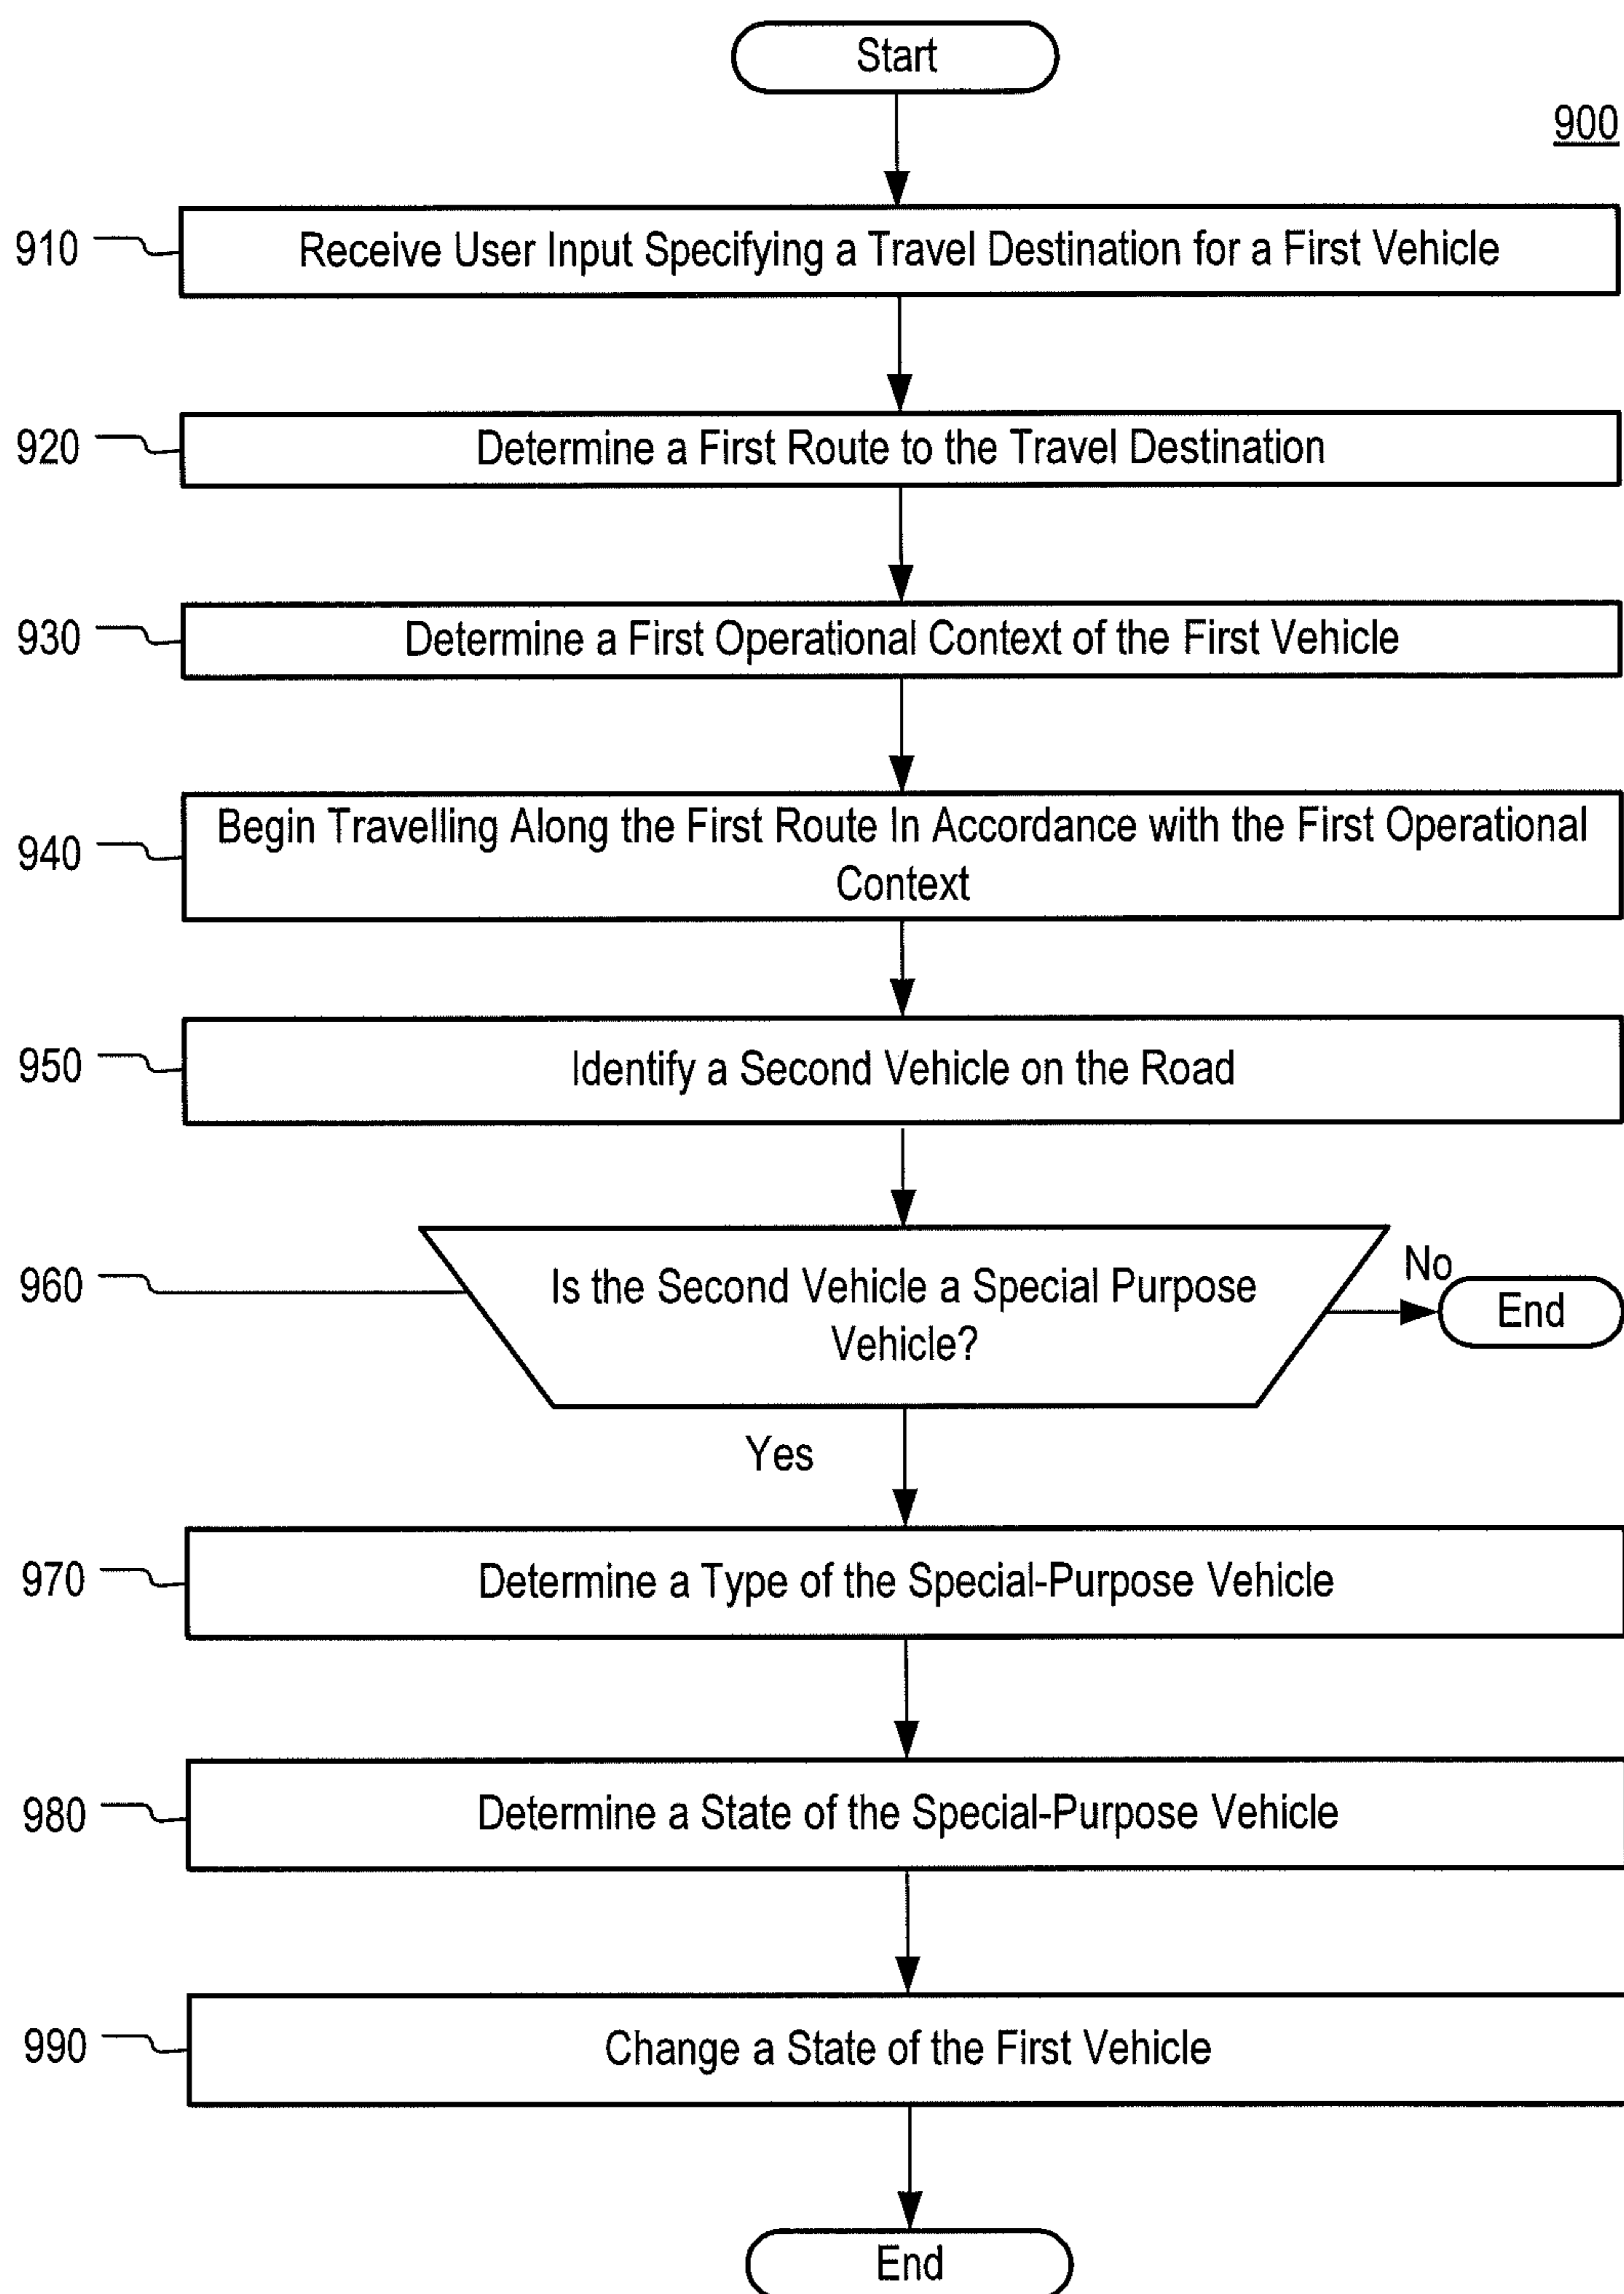 Start
900
910
Receive User Input Specifying a Travel Destination for a First Vehicle
920
Determine a First Route to the Travel Destination
930
Determine a First Operational Context of the First Vehicle
940
Begin Travelling Along the First Route In Accordance with the First Operational
Context
950
Identify a Second Vehicle on the Road
960
Is the Second Vehicle a Special Purpose
Vehicle?
No
End
Yes
970
Determine a Type of the Special-Purpose Vehicle
980
Determine a State of the Special-Purpose Vehicle
990
Change a State of the First Vehicle
End